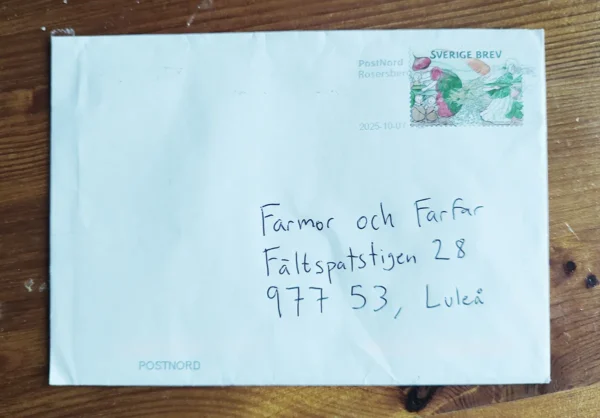 SVERIGE BREV
PostNord
Rosersberg
2025-10-07
Farmor och Farfar
Fältspatstigen 28
977 53, Luleå
POSTNORD